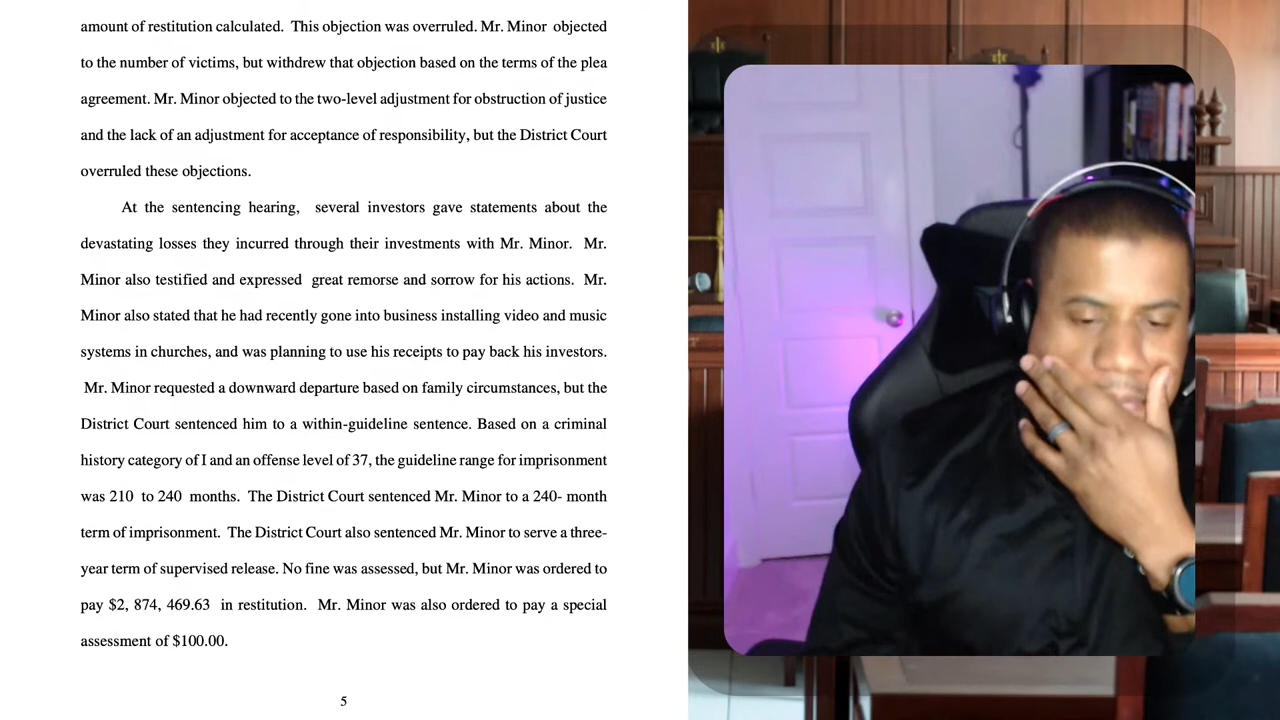 amount of restitution calculated. This objection was overruled. Mr. Minor objected
to the number of victims, but withdrew that objection based on the terms of the plea
agreement. Mr. Minor objected to the two-level adjustment for obstruction of justice
and the lack of an adjustment for acceptance of responsibility, but the District Court
overruled these objections.
At the sentencing hearing, several investors gave statements about the
devastating losses they incurred through their investments with Mr. Minor. Mr.
Minor also testified and expressed great remorse and sorrow for his actions. Mr.
Minor also stated that he had recently gone into business installing video and music
systems in churches, and was planning to use his receipts to pay back his investors.
Mr. Minor requested a downward departure based on family circumstances, but the
District Court sentenced him to a within-guideline sentence. Based on a criminal
history category of I and an offense level of 37, the guideline range for imprisonment
was 210 to 240 months. The District Court sentenced Mr. Minor to a 240- month
term of imprisonment. The District Court also sentenced Mr. Minor to serve a three-
year term of supervised release. No fine was assessed, but Mr. Minor was ordered to
pay $2, 874, 469.63 in restitution. Mr. Minor was also ordered to pay a special
assessment of $100.00.
5